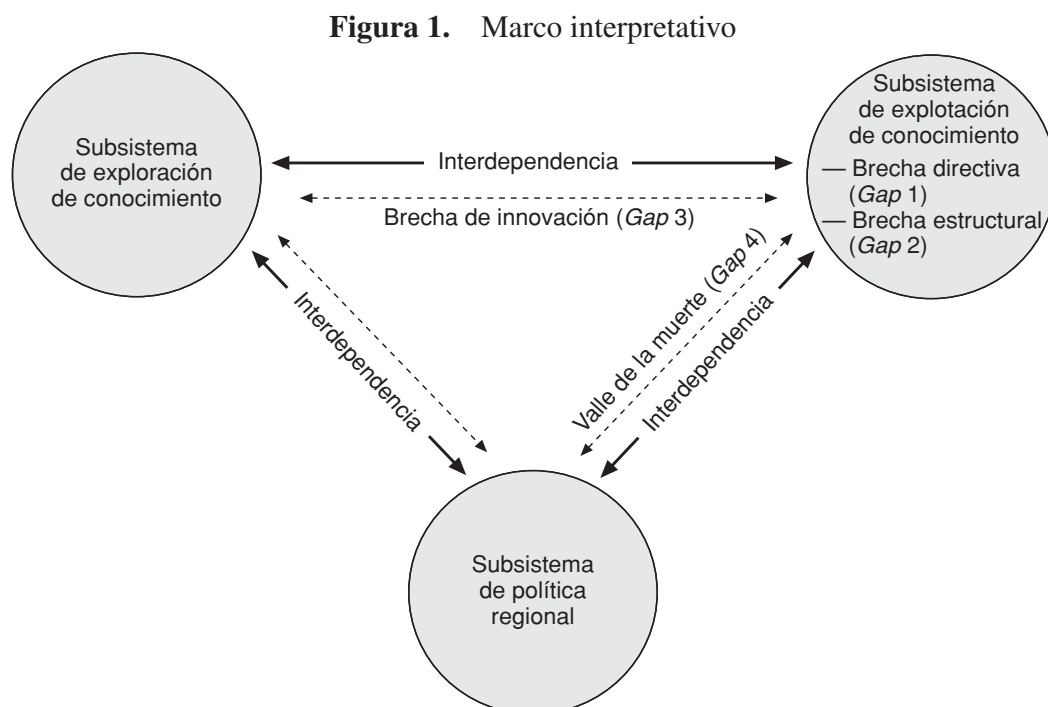 Figura 1. Marco interpretativo
Subsistema
de exploración
de conocimiento
Interdependencia
Brecha de innovación (Gap 3)
Subsistema
de explotación
de conocimiento
— Brecha directiva
(Gap 1)
— Brecha estructural
(Gap 2)
Interdependencia
Valle de la muerte (Gap 4)
Interdependencia
Subsistema
de política
regional